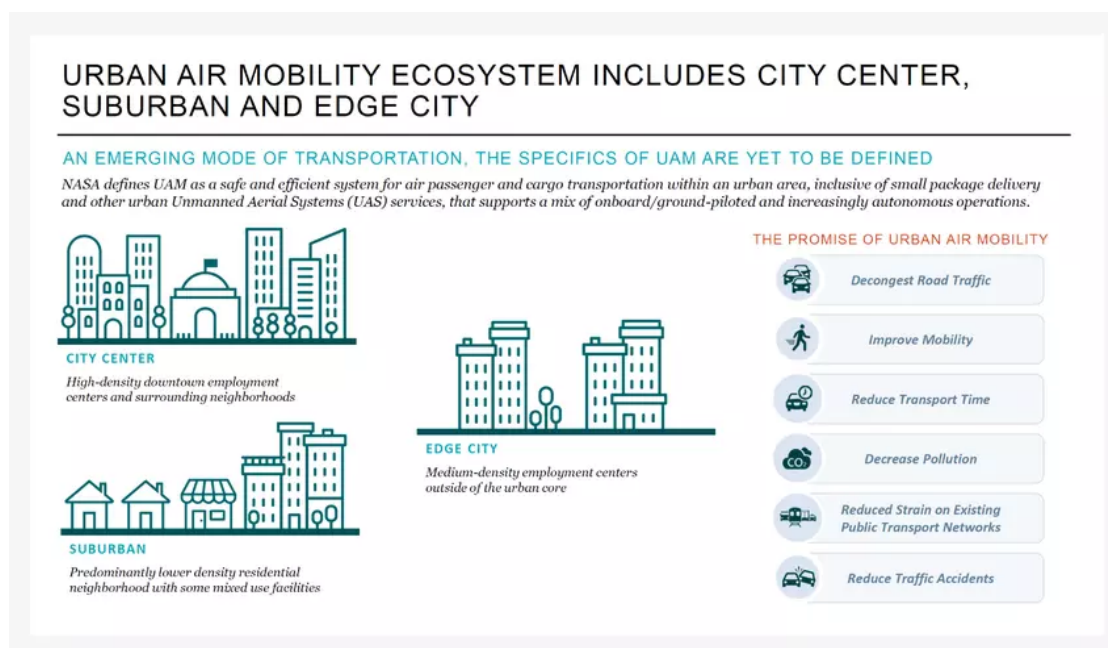 URBAN AIR MOBILITY ECOSYSTEM INCLUDES CITY CENTER,
SUBURBAN AND EDGE CITY
AN EMERGING MODE OF TRANSPORTATION, THE SPECIFICS OF UAM ARE YET TO BE DEFINED
NASA defines UAM as a safe and efficient system for air passenger and cargo transportation within an urban area, inclusive of small package delivery
and other urban Unmanned Aerial Systems (UAS) services, that supports a mix of onboard/ground-piloted and increasingly autonomous operations.
CITY CENTER
High-density downtown employment
centers and surrounding neighborhoods
SUBURBAN
Predominantly lower density residential
neighborhood with some mixed use facilities
EDGE CITY
Medium-density employment centers
outside of the urban core
THE PROMISE OF URBAN AIR MOBILITY
Decongest Road Traffic
Improve Mobility
Reduce Transport Time
CO2
Decrease Pollution
Reduced Strain on Existing
Public Transport Networks
Reduce Traffic Accidents